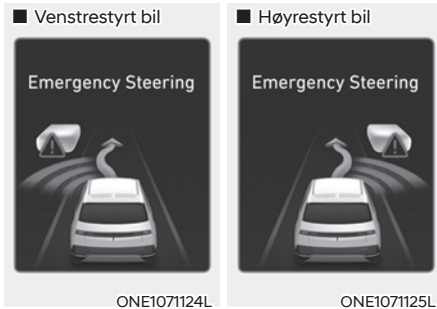 ■ Venstrestyrt bil
Emergency Steering
ONE1071124L
■ Høyrestyrt bil
Emergency Steering
ONE1071125L